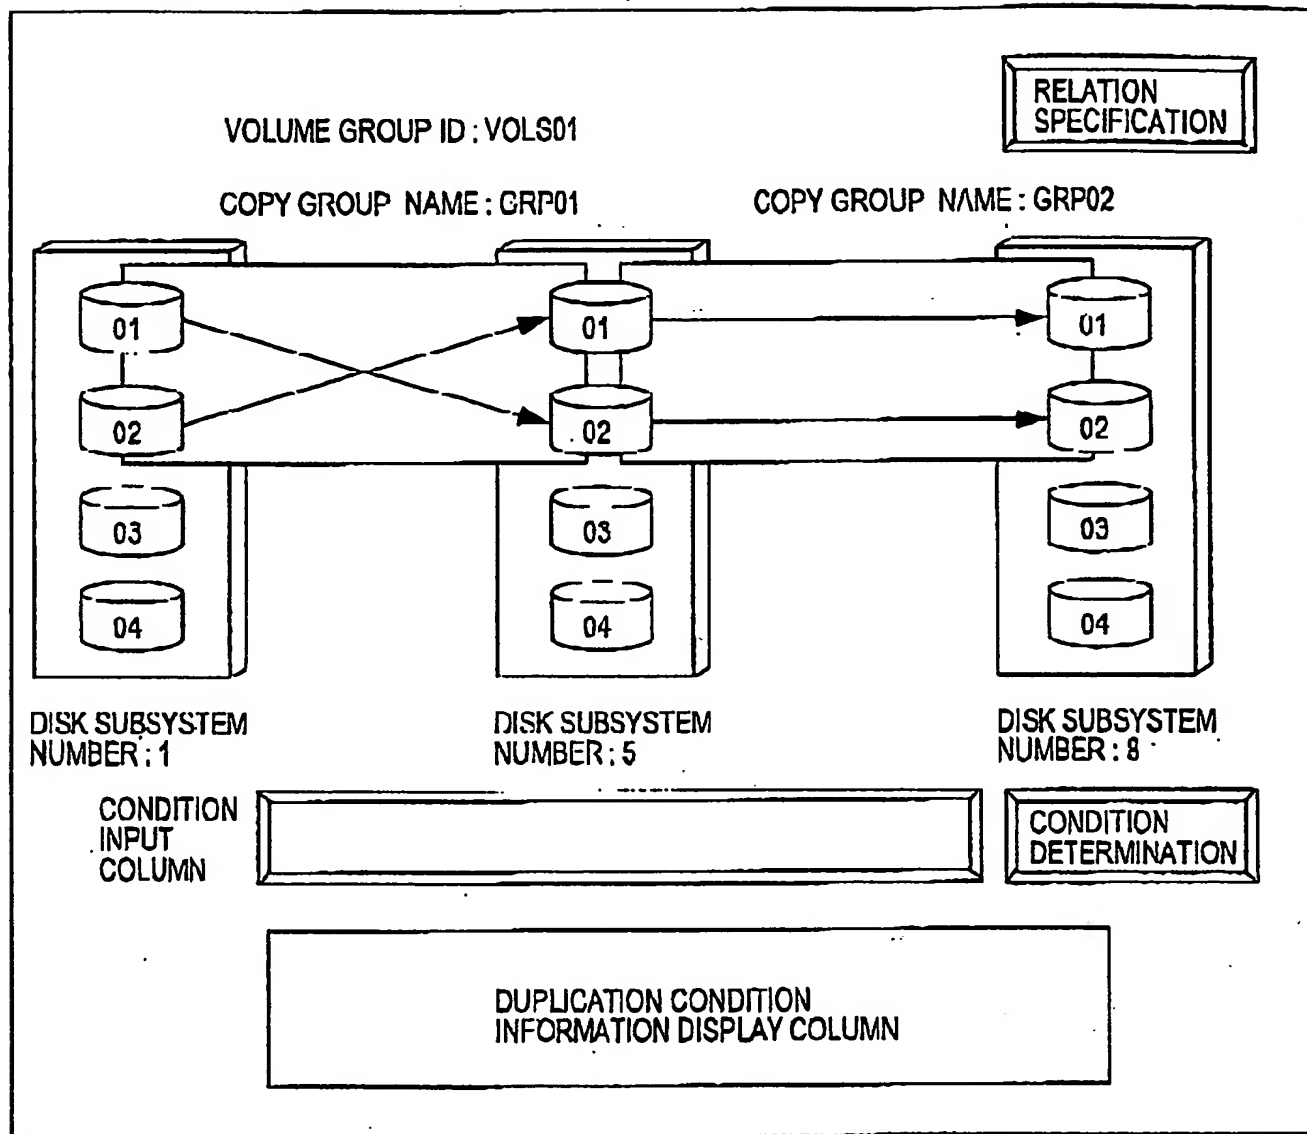 RELATION
SPECIFICATION
VOLUME GROUP ID : VOLS01
COPY GROUP NAME : GRP01
COPY GROUP NAME : GRP02
01
01
01
02
02
02
03
03
03
04
04
04
DISK SUBSYSTEM
NUMBER : 1
DISK SUBSYSTEM
NUMBER : 5
DISK SUBSYSTEM
NUMBER : 8
CONDITION
INPUT
COLUMN
CONDITION
DETERMINATION
DUPLICATION CONDITION
INFORMATION DISPLAY COLUMN